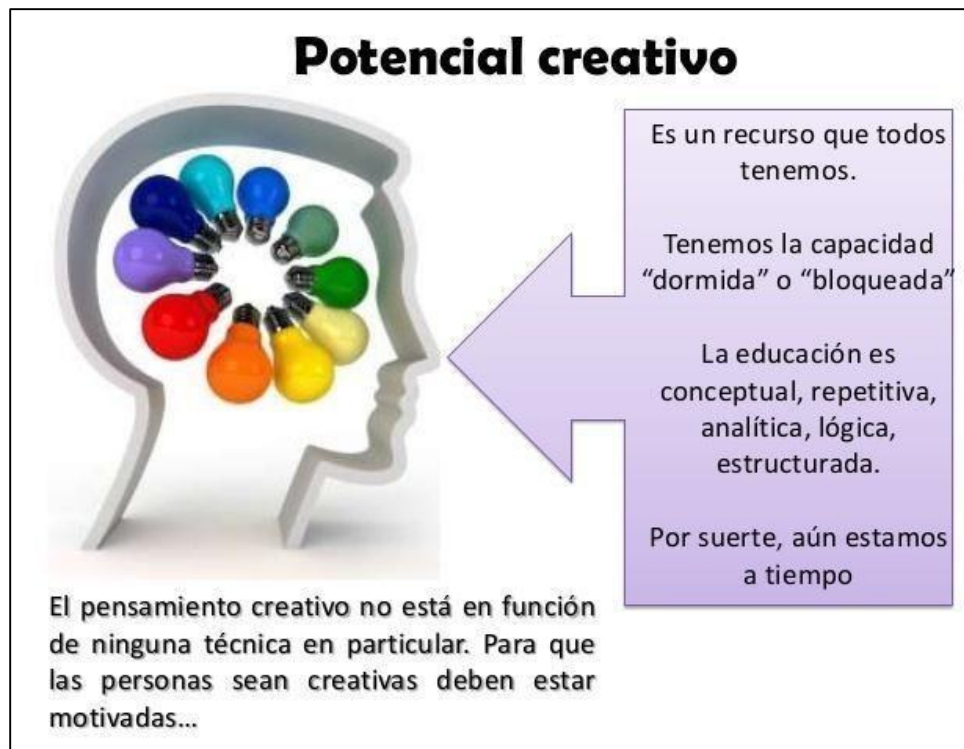 Potencial creativo
Es un recurso que todos
tenemos.
Tenemos la capacidad
“dormida” o “bloqueada”
La educación es
conceptual, repetitiva,
analítica, lógica,
estructurada.
Por suerte, aún estamos
a tiempo
El pensamiento creativo no está en función
de ninguna técnica en particular. Para que
las personas sean creativas deben estar
motivadas…